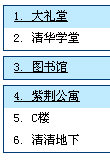 1. 大礼堂
2. 清华学堂
3. 图书馆
4. 紫荆公寓
5. C楼
6. 清清地下